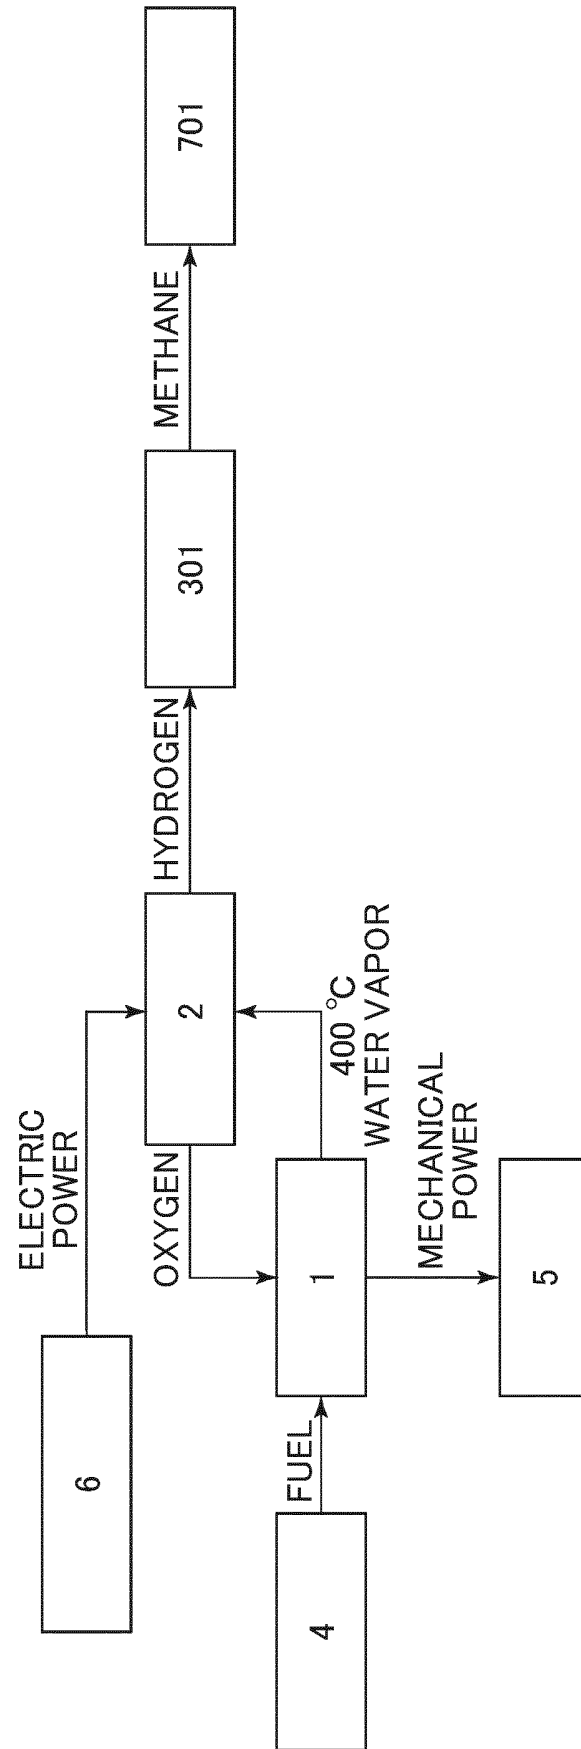 6
ELECTRIC
POWER
4
FUEL
1
OXYGEN
2
400 °C
WATER VAPOR
MECHANICAL
POWER
5
HYDROGEN
301
METHANE
701